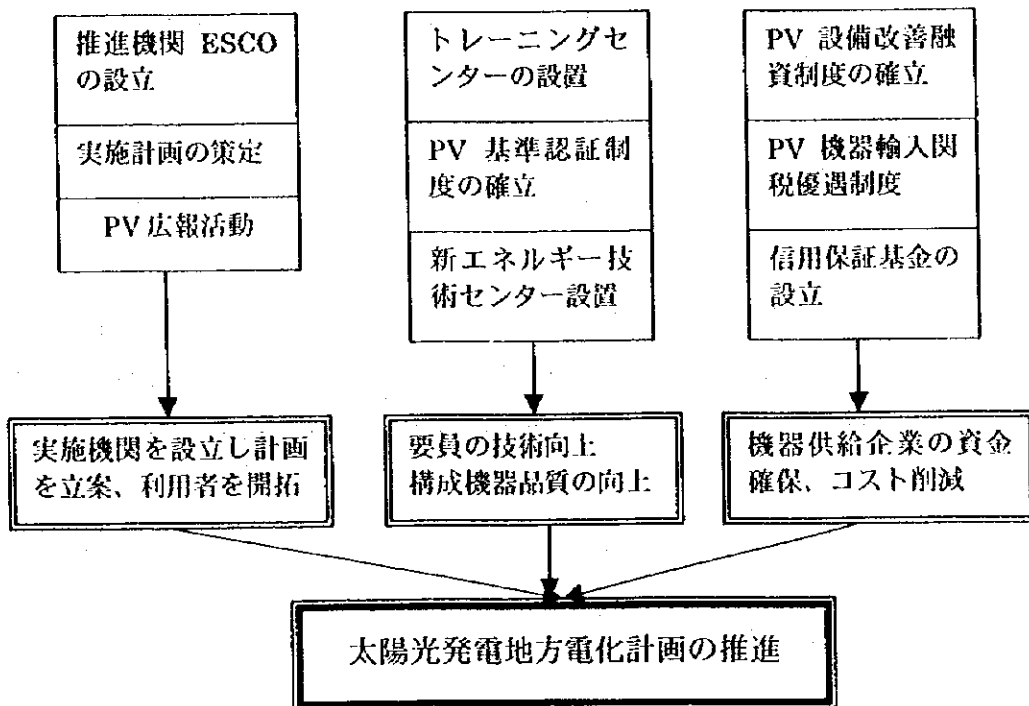 推進機関 ESCO
の設立
実施計画の策定
PV 広報活動
トレーニングセ
ンターの設置
PV 基準認証制
度の確立
新エネルギー技
術センター設置
PV 設備改善融
資制度の確立
PV 機器輸入関
税優遇制度
信用保証基金の
設立
実施機関を設立し計画
を立案、利用者を開拓
要員の技術向上
構成機器品質の向上
機器供給企業の資金
確保、コスト削減
太陽光発電地方電化計画の推進